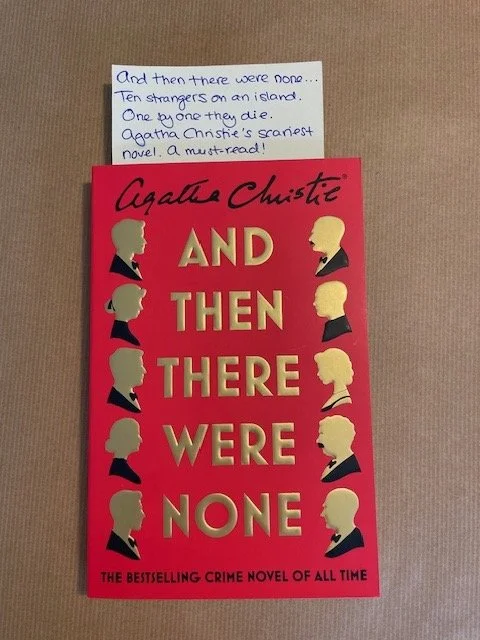 And then there were none...
Ten strangers on an island.
One by one they die.
Agatha Christie's scariest
novel. A must-read!
Agatha Christie®
AND
THEN
THERE
WERE
NONE
THE BESTSELLING CRIME NOVEL OF ALL TIME